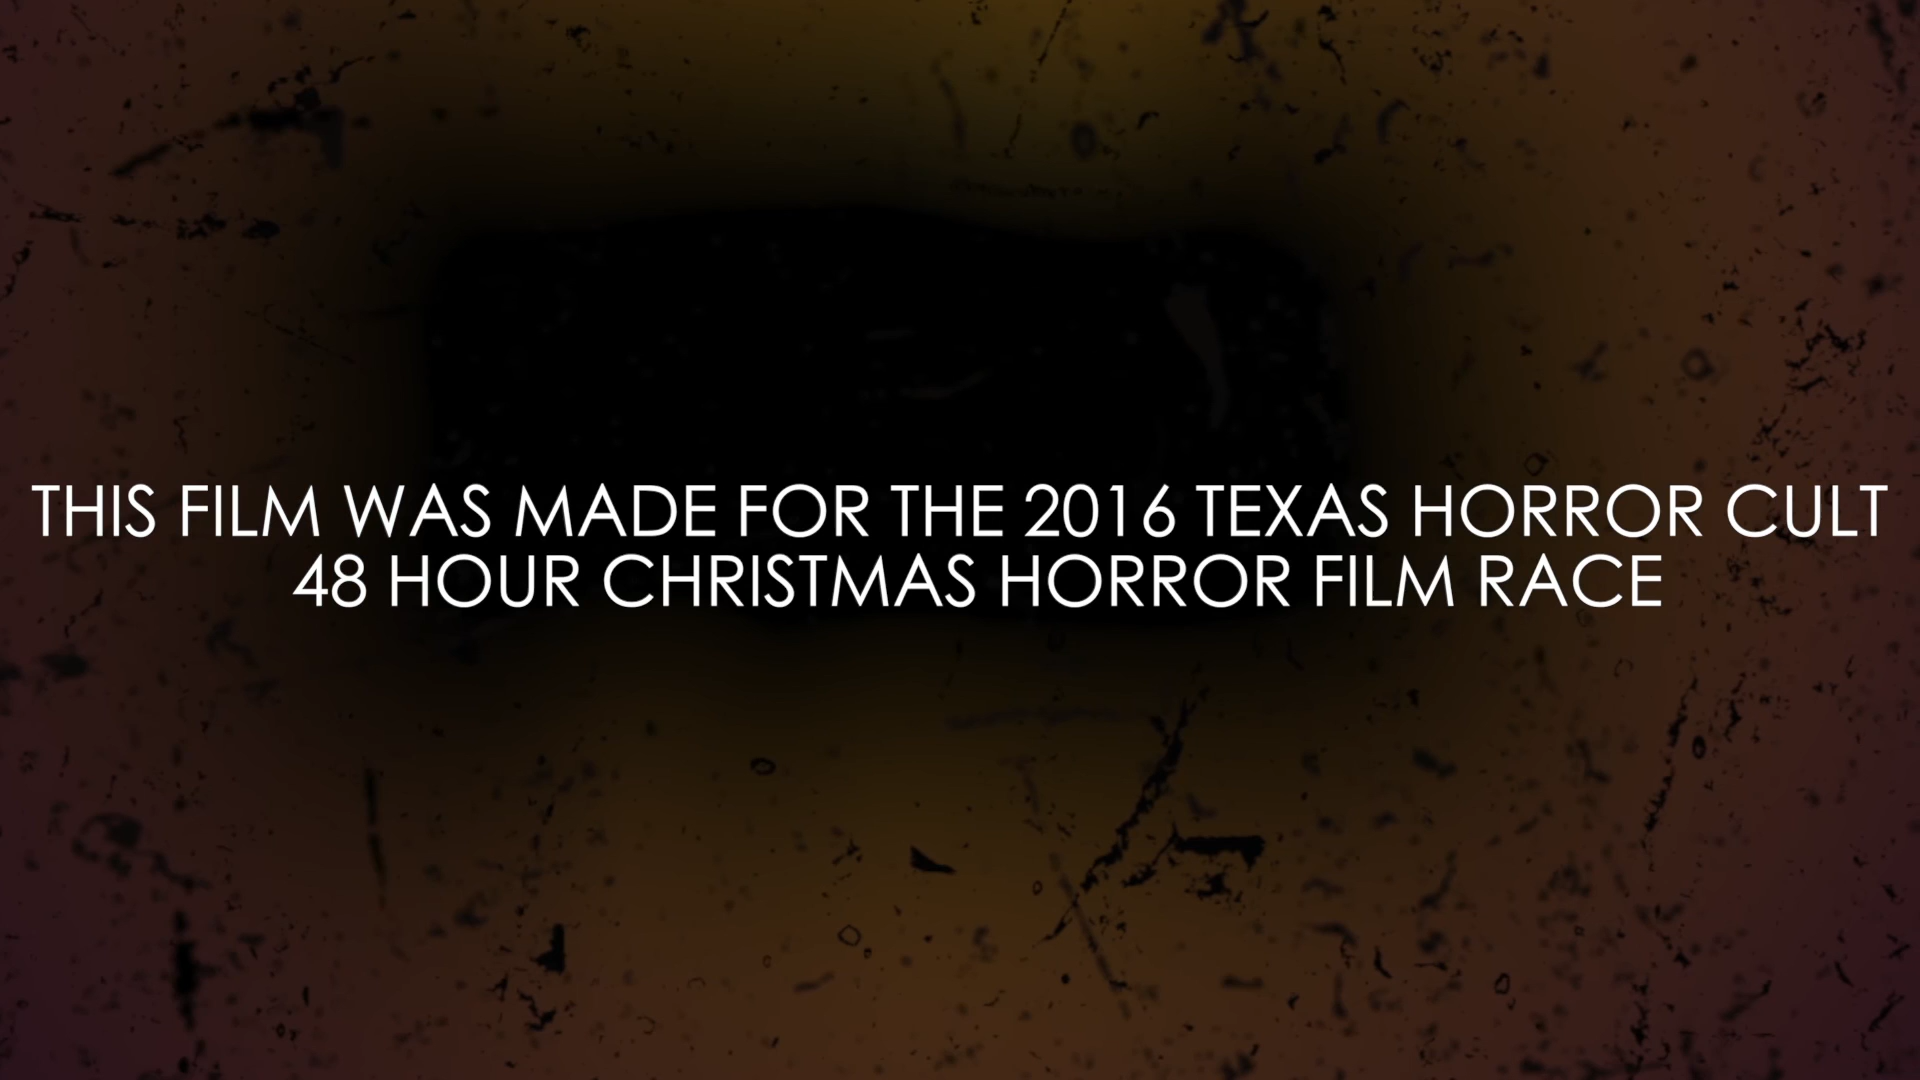 THIS FILM WAS MADE FOR THE 2016 TEXAS HORROR CULT
48 HOUR CHRISTMAS HORROR FILM RACE